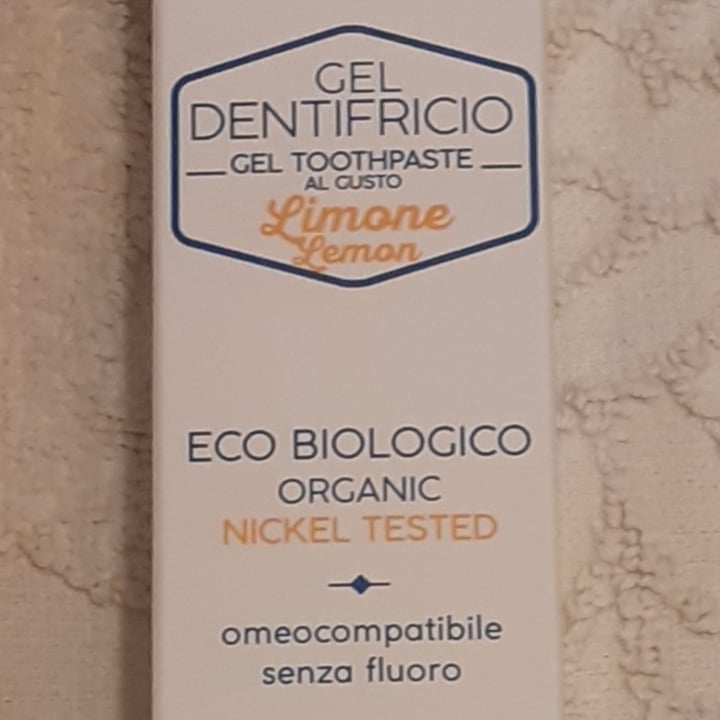 GEL
DENTIFRICIO
GEL TOOTHPASTE
AL GUSTO
Limone
Lemon
ECO BIOLOGICO
ORGANIC
NICKEL TESTED
omeocompatibile
senza fluoro